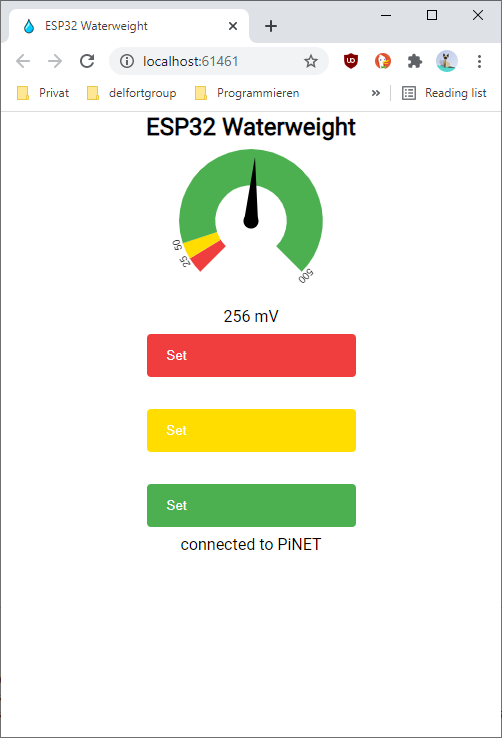 ESP32 Waterweight
localhost:61461
Privat
delfortgroup
Programmieren
»
Reading list
ESP32 Waterweight
50
25
500
256 mV
Set
Set
Set
connected to PiNET